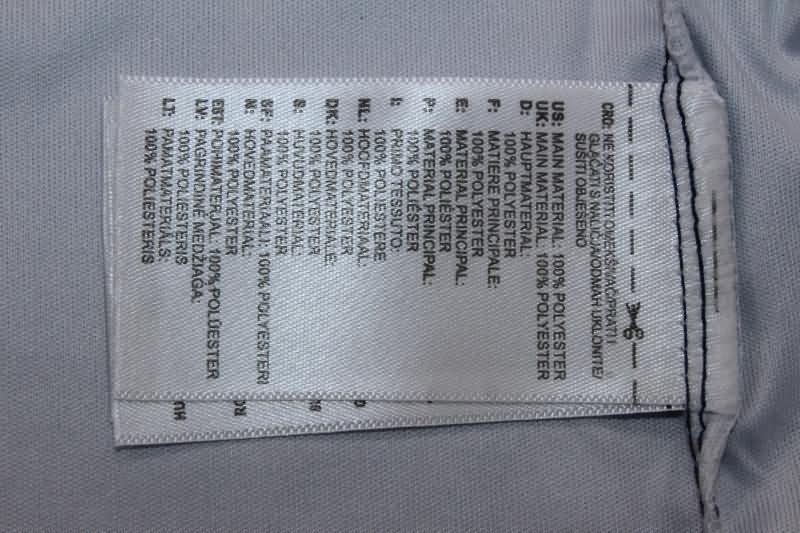 CRO: NE KORISTITI OMEKŠIVAČ/PRATI I
GLAČATI S NALIČJA/ODMAH UKLONITE/
SUŠITI OBJEŠENO
US: MAIN MATERIAL: 100% POLYESTER
UK: MAIN MATERIAL: 100% POLYESTER
D: HAUPTMATERIAL:
100% POLYESTER
F: MATIERE PRINCIPALE:
100% POLYESTER
E: MATERIAL PRINCIPAL:
100% POLIÉSTER
P: MATERIAL PRINCIPAL:
100% POLIÉSTER
I: PRIMO TESSUTO:
100% POLIESTERE
NL: HOOFDMATERIAAL:
100% POLYESTER
DK: HOVEDMATERIALE:
100% POLYESTER
S: HUVUDMATERIAL:
100% POLYESTER
SF: PÄÄMATERIAALI: 100% POLYESTERI
N: HOVEDMATERIAL:
100% POLYESTER
EST: PÕHIMATERJAL: 100% POLÜESTER
LV: PAGRINDINĖ MEDŽIAGA:
100% POLIESTERIS
LT: PAMATMATERIĀLS:
100% POLIESTERIS